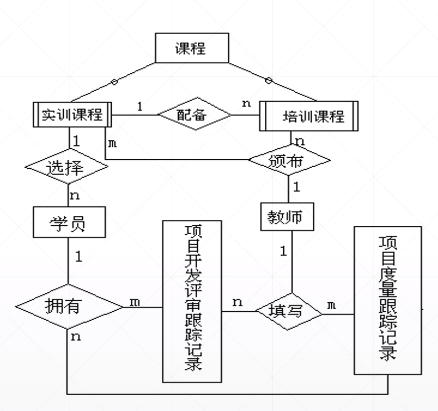 课程
实训课程
1
配备
n
培训课程
1
m
n
选择
颁布
n
1
学员
教师
1
1
项目开发评审跟踪记录
项目度量跟踪记录
拥有
m
n
填写
m
n